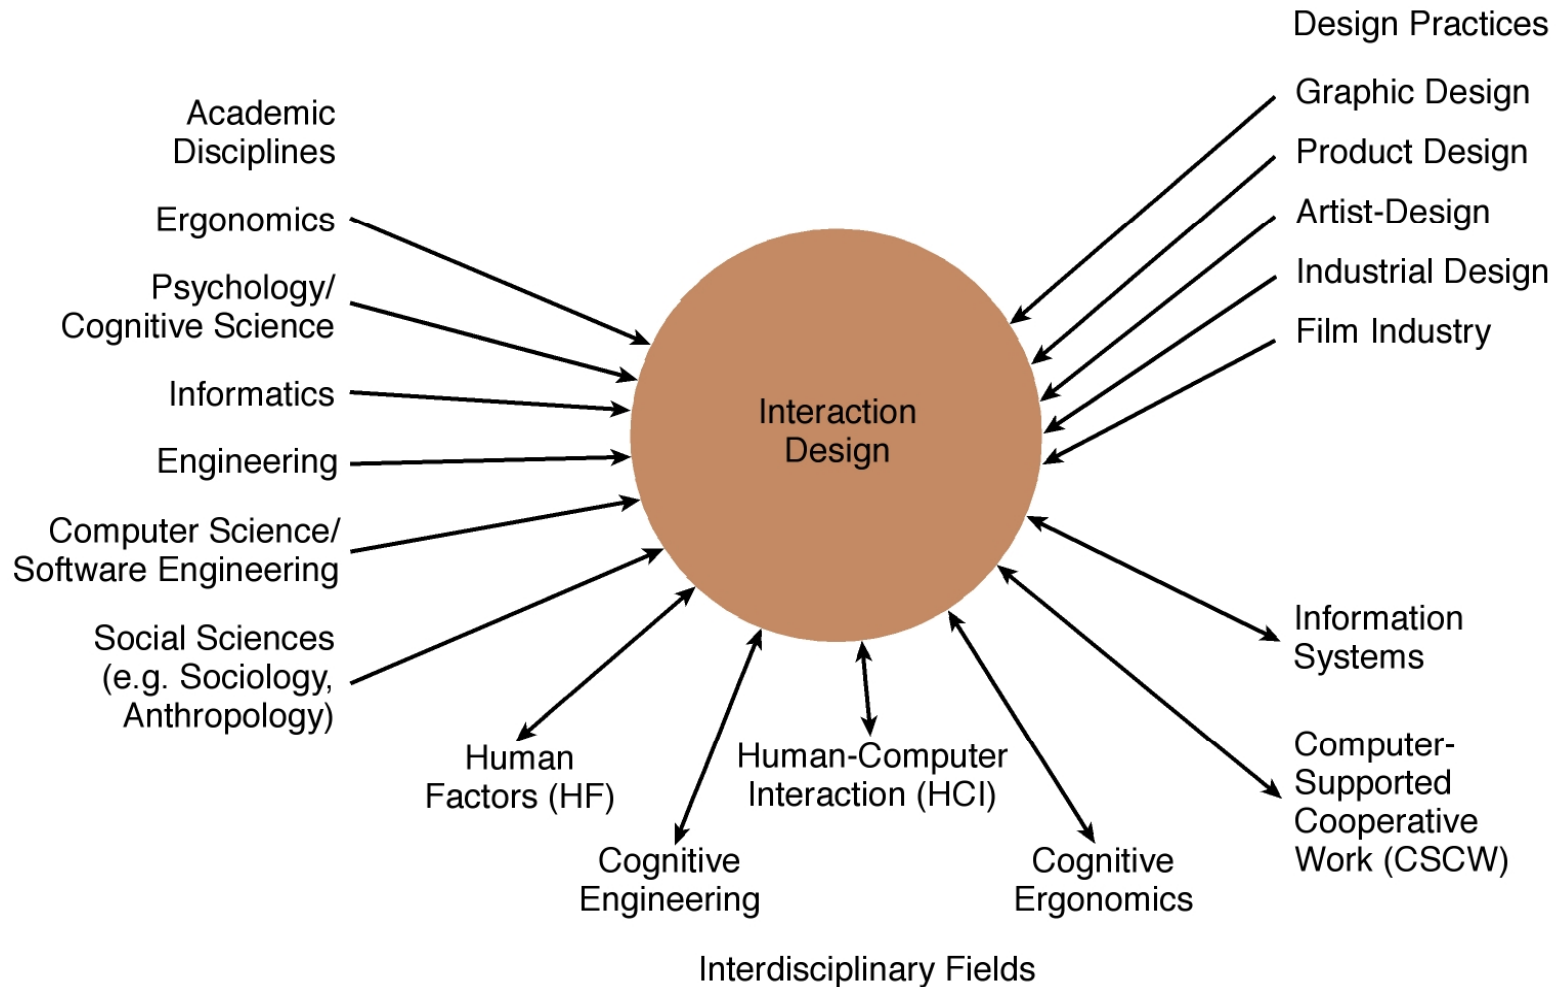 Design Practices
Graphic Design
Product Design
Artist-Design
Industrial Design
Film Industry
Academic
Disciplines
Ergonomics
Psychology/
Cognitive Science
Informatics
Engineering
Computer Science/
Software Engineering
Social Sciences
(e.g. Sociology,
Anthropology)
Interaction
Design
Human
Factors (HF)
Cognitive
Engineering
Human-Computer
Interaction (HCI)
Cognitive
Ergonomics
Information
Systems
Computer-
Supported
Cooperative
Work (CSCW)
Interdisciplinary Fields